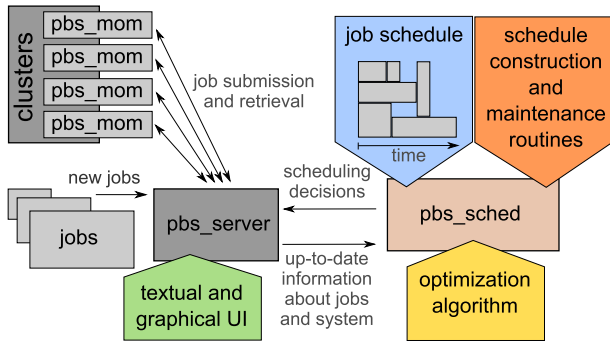 clusters
pbs_mom
pbs_mom
pbs_mom
pbs_mom
job submission
and retrieval
job schedule
time
schedule
construction
and
maintenance
routines
new jobs
jobs
pbs_server
scheduling
decisions
pbs_sched
up-to-date
information
about jobs
and system
textual and
graphical UI
optimization
algorithm